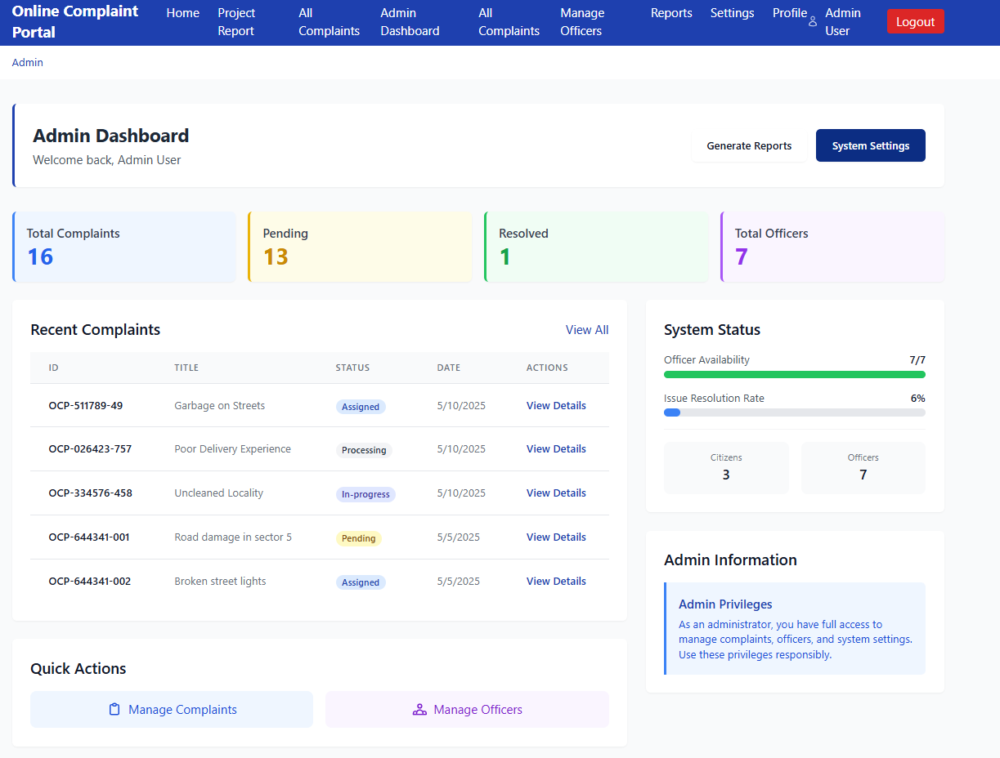 Online Complaint
Portal
Home
Project
Report
All
Complaints
Admin
Dashboard
All
Complaints
Manage
Officers
Reports
Settings
Profile
Admin
User
Logout
Admin
Admin Dashboard
Welcome back, Admin User
Generate Reports
System Settings
Total Complaints
16
Pending
13
Resolved
1
Total Officers
7
Recent Complaints
View All
ID TITLE STATUS DATE ACTIONS
OCP-511789-49 Garbage on Streets Assigned 5/10/2025 View Details
OCP-026423-757 Poor Delivery Experience Processing 5/10/2025 View Details
OCP-334576-458 Uncleaned Locality In-progress 5/10/2025 View Details
OCP-644341-001 Road damage in sector 5 Pending 5/5/2025 View Details
OCP-644341-002 Broken street lights Assigned 5/5/2025 View Details
Quick Actions
Manage Complaints
Manage Officers
System Status
Officer Availability 7/7
Issue Resolution Rate 6%
Citizens
3
Officers
7
Admin Information
Admin Privileges
As an administrator, you have full access to
manage complaints, officers, and system settings.
Use these privileges responsibly.